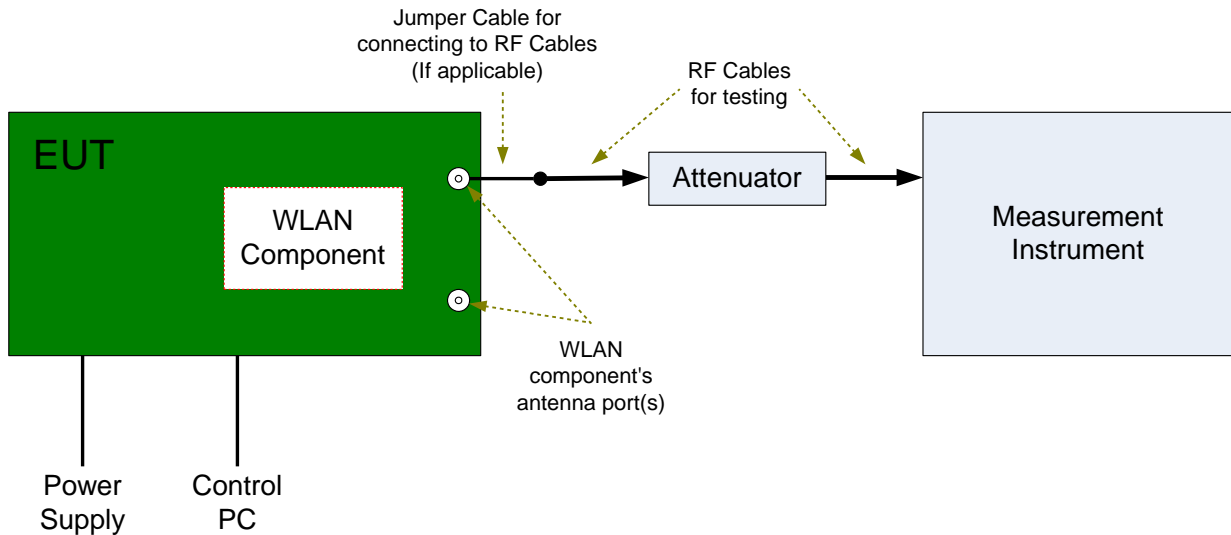 Jumper Cable for
connecting to RF Cables
(If applicable)
RF Cables
for testing
EUT
WLAN
Component
Attenuator
Measurement
Instrument
WLAN
component's
antenna port(s)
Power
Supply
Control
PC